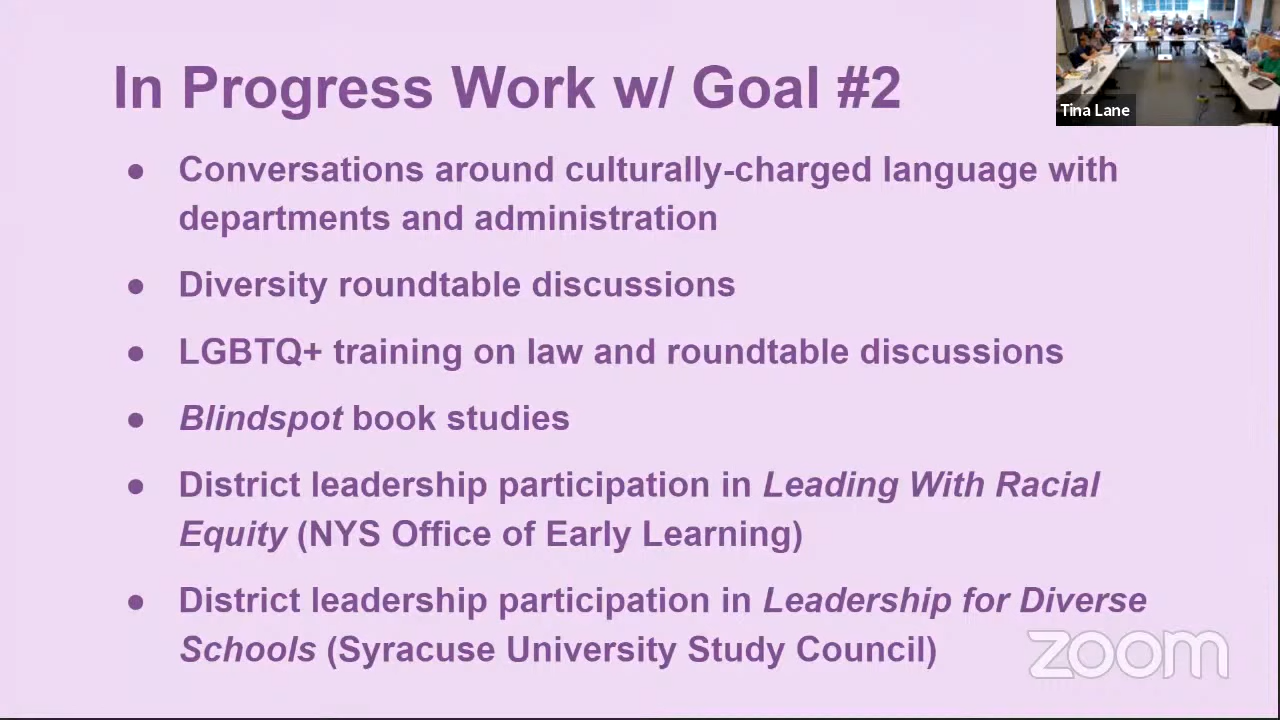 In Progress Work w/ Goal #2
Tina Lane
● Conversations around culturally-charged language with
departments and administration
● Diversity roundtable discussions
● LGBTQ+ training on law and roundtable discussions
● Blindspot book studies
● District leadership participation in Leading With Racial
Equity (NYS Office of Early Learning)
● District leadership participation in Leadership for Diverse
Schools (Syracuse University Study Council)
zoom